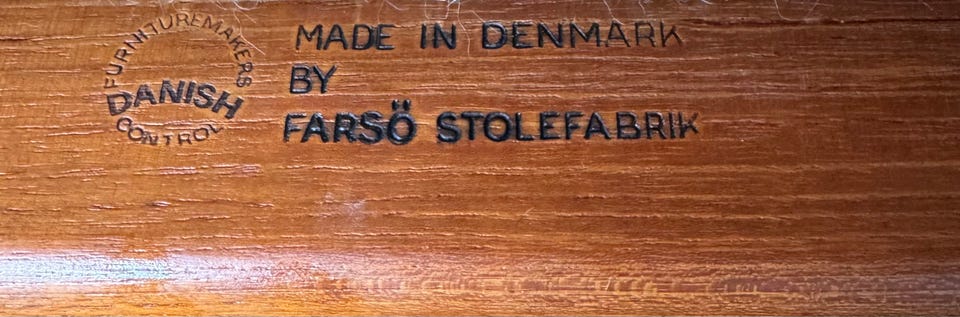 FURNITUREMAKERS
DANISH
CONTROL
MADE IN DENMARK
BY
FARSÖ STOLEFABRIK